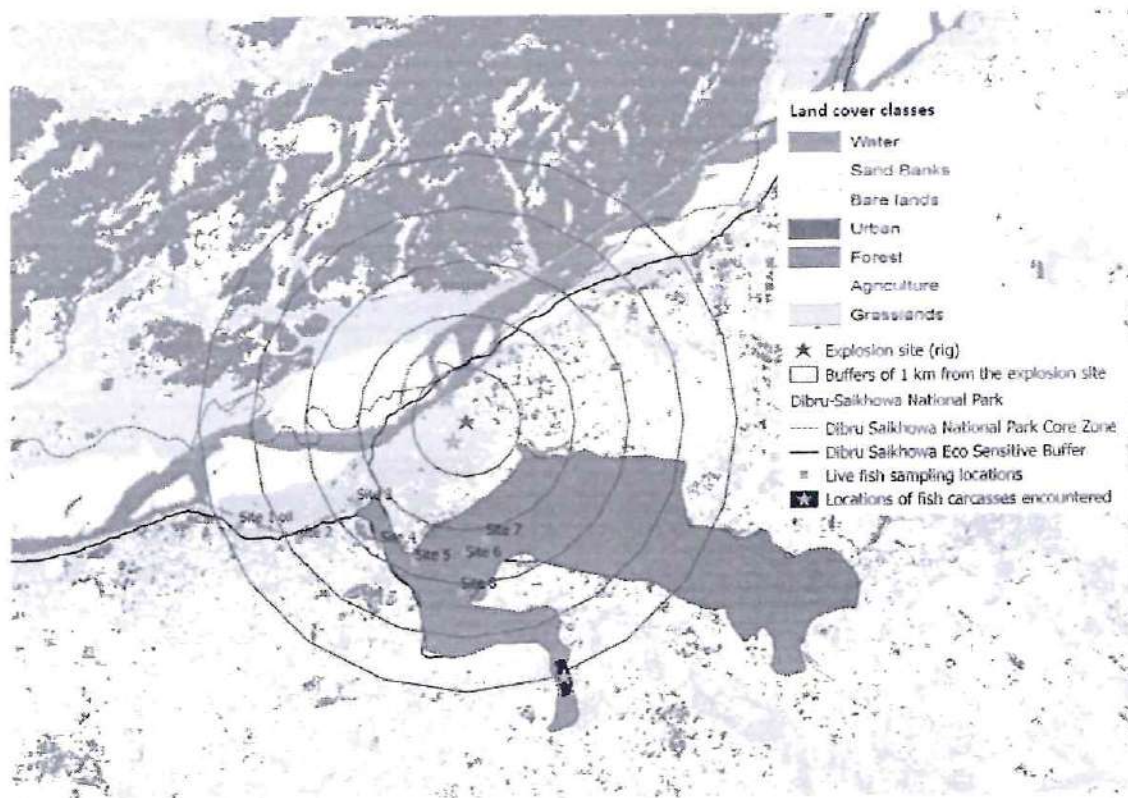 Land cover classes
Water
Sand Banks
Bare lands
Urban
Forest
Agriculture
Grasslands
Explosion site (rig)
Buffers of 1 km from the explosion site
Dibru-Saikhowa National Park
Dibru Saikhowa National Park Core Zone
Dibru Saikhowa Eco Sensitive Buffer
Live fish sampling locations
Locations of fish carcasses encountered
Site 3
Site 1 oil
Site 2
Site 4
Site 5
Site 6
Site 7
Site 8